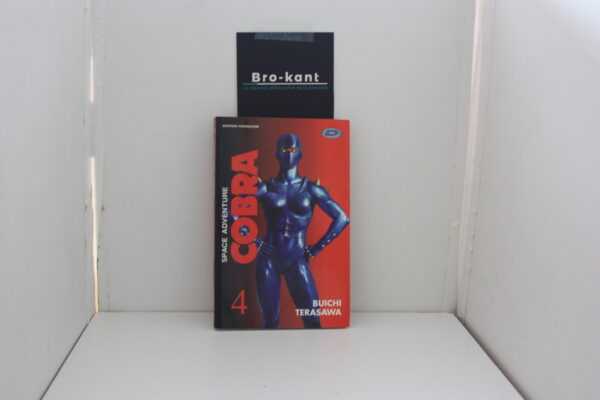 Bro-kant
SPACE ADVENTURE
COBRA
4
BUICHI
TERASAWA